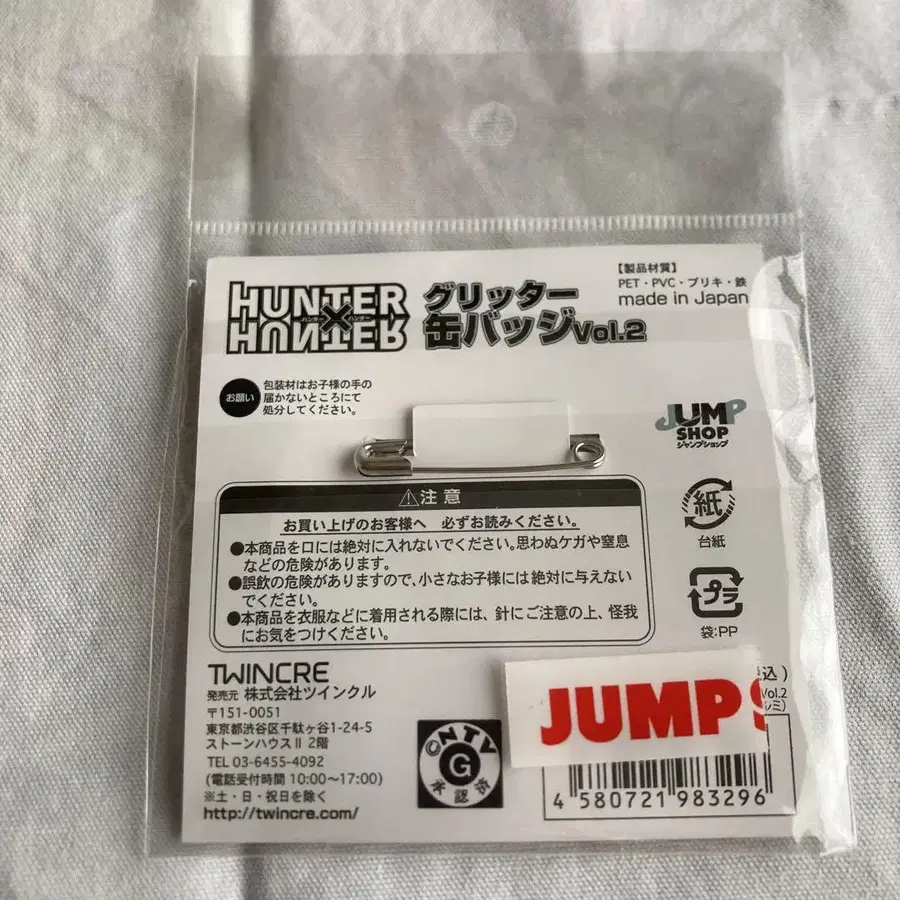 【製品材質】
PET・PVC・ブリキ・鉄
made in Japan
HUNTER
ハンター×ハンター
HUNTER
グリッター
缶バッジVol.2
お願い
包装材はお子様の手の
届かないところにて
処分してください。
JUMP
SHOP
ジャンプショップ
紙
台紙
プラ
袋:PP
⚠注意
お買い上げのお客様へ 必ずお読みください。
●本商品を口には絶対に入れないでください。思わぬケガや窒息
などの危険があります。
●誤飲の危険がありますので、小さなお子様には絶対に与えない
でください。
●本商品を衣服などに着用される際には、針にご注意の上、怪我
にお気をつけください。
TWINCRE
発売元 株式会社ツインクル
〒151-0051
東京都渋谷区千駄ヶ谷1-24-5
ストーンハウスⅡ 2階
TEL 03-6455-4092
(電話受付時間 10:00〜17:00)
※土・日・祝日を除く
http://twincre.com/
©NTV
G
承認済
込)
Vol.2
JUMP S
4 580721 983296